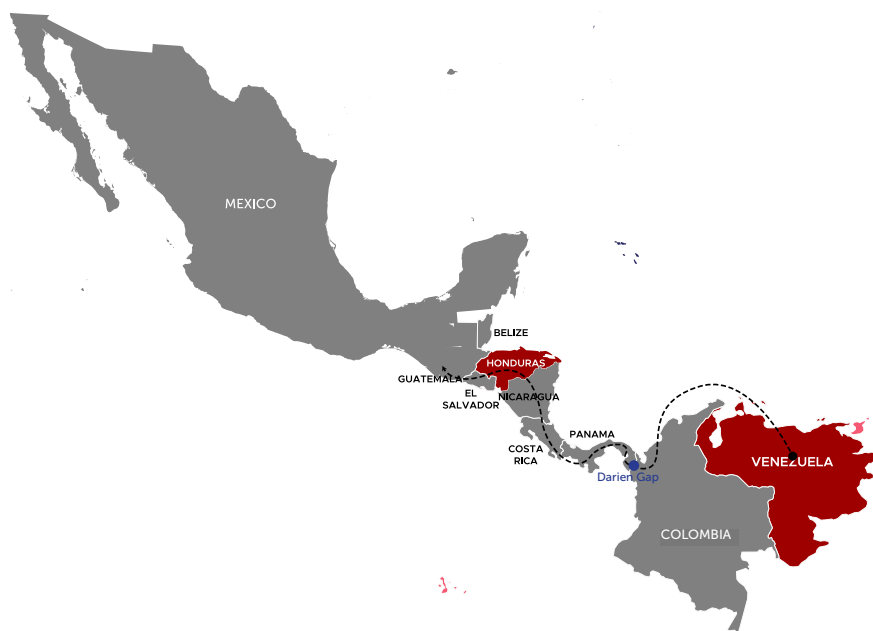 MEXICO
BELIZE
HONDURAS
GUATEMALA
EL
SALVADOR
NICARAGUA
COSTA
RICA
PANAMA
Darien Gap
VENEZUELA
COLOMBIA